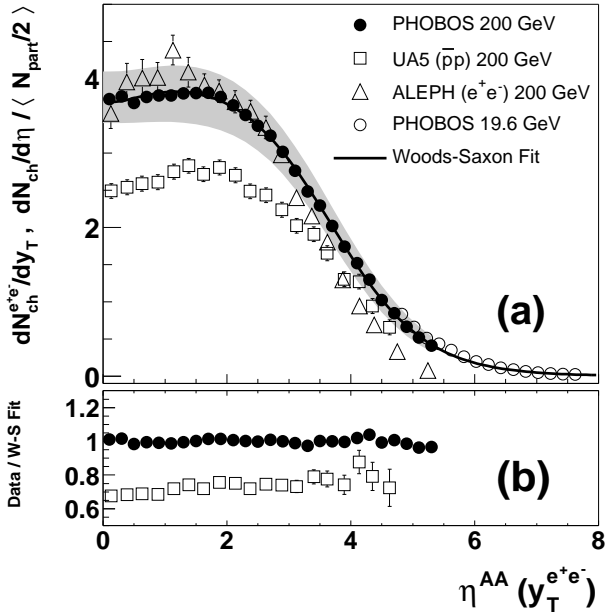 PHOBOS 200 GeV
UA5 (p̅p) 200 GeV
ALEPH (e⁺e⁻) 200 GeV
PHOBOS 19.6 GeV
Woods-Saxon Fit
dN_ch^{e⁺e⁻}/dy_T , dN_ch/dη / ⟨ N_part/2 ⟩
4
2
0
(a)
Data / W-S Fit
1.2
1
0.8
0.6
(b)
0 2 4 6 8
η^{AA} (y_T^{e⁺e⁻})